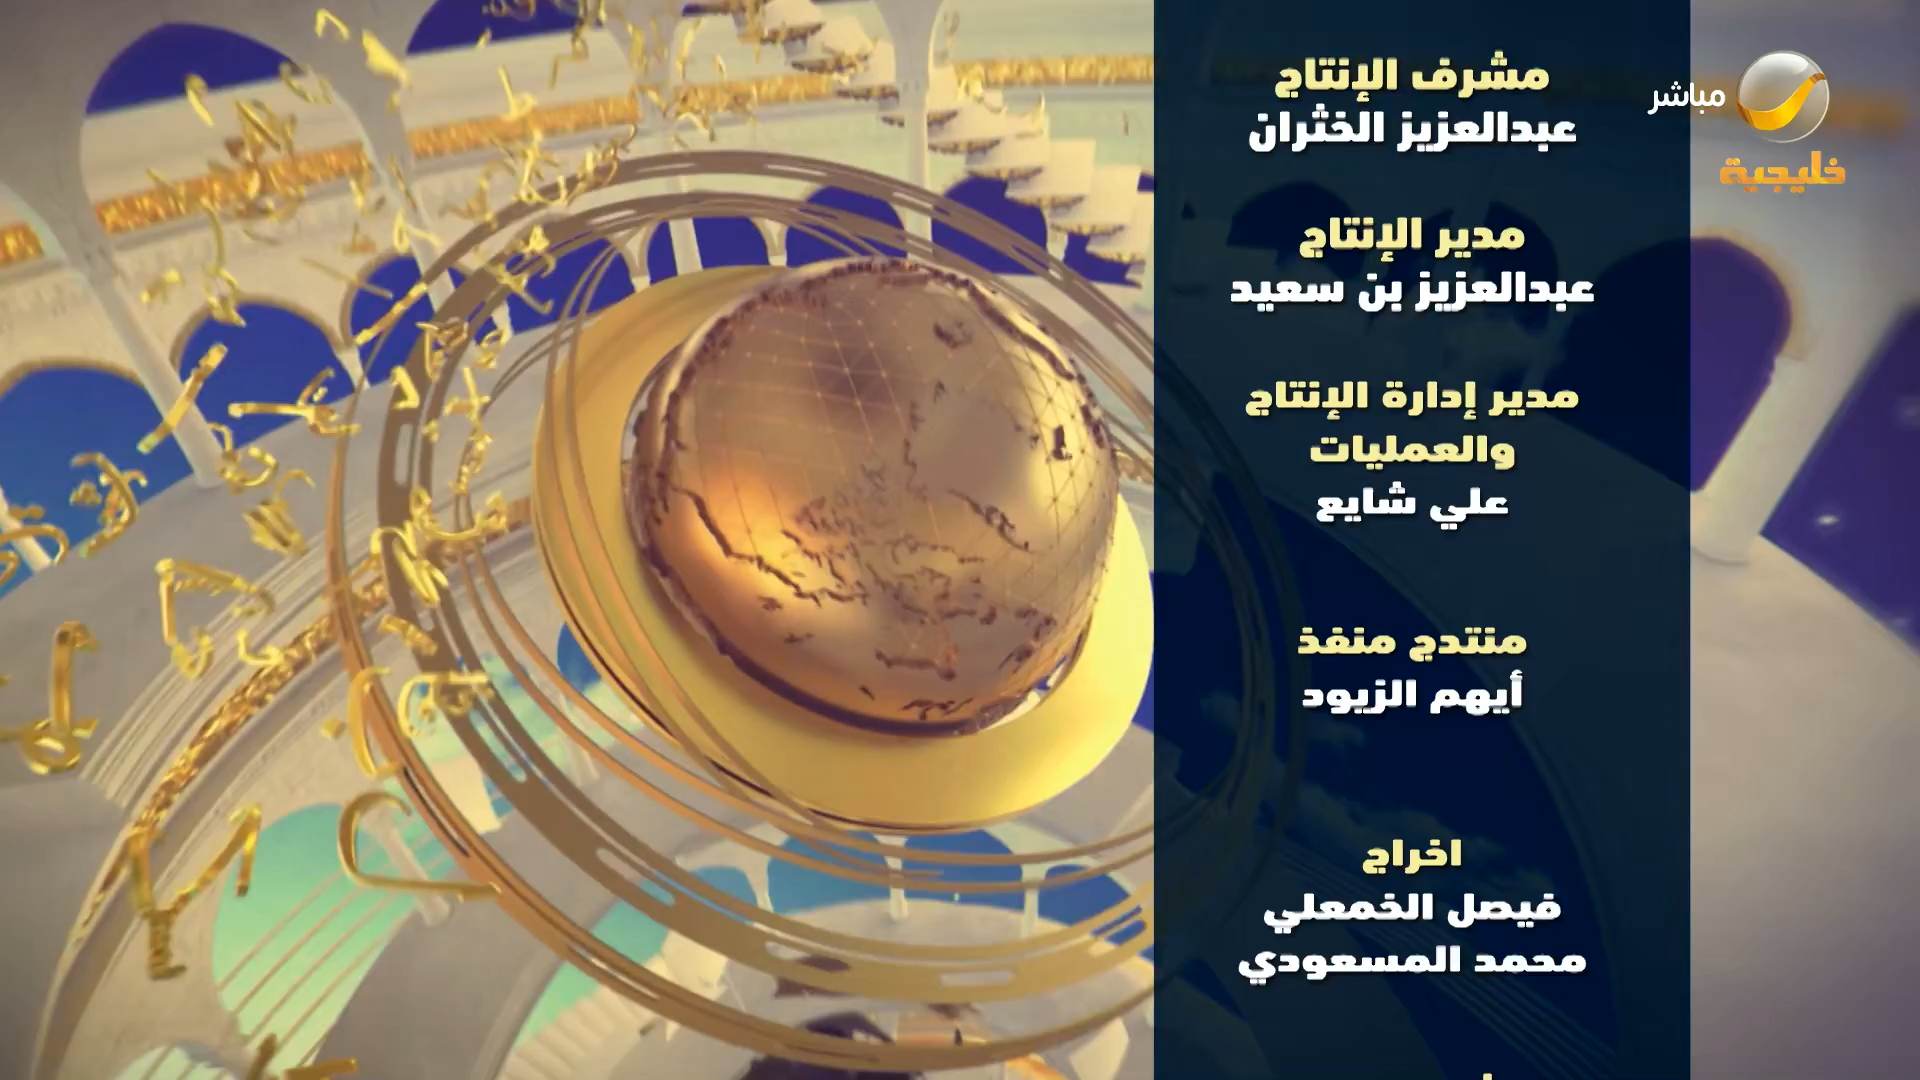 مشرف الإنتاج
عبدالعزيز الخثران
مدير الإنتاج
عبدالعزيز بن سعيد
مدير إدارة الإنتاج
والعمليات
علي شايع
منتدج منفذ
أيهم الزيود
اخراج
فيصل الخمعلي
محمد المسعودي
مباشر
خليجية